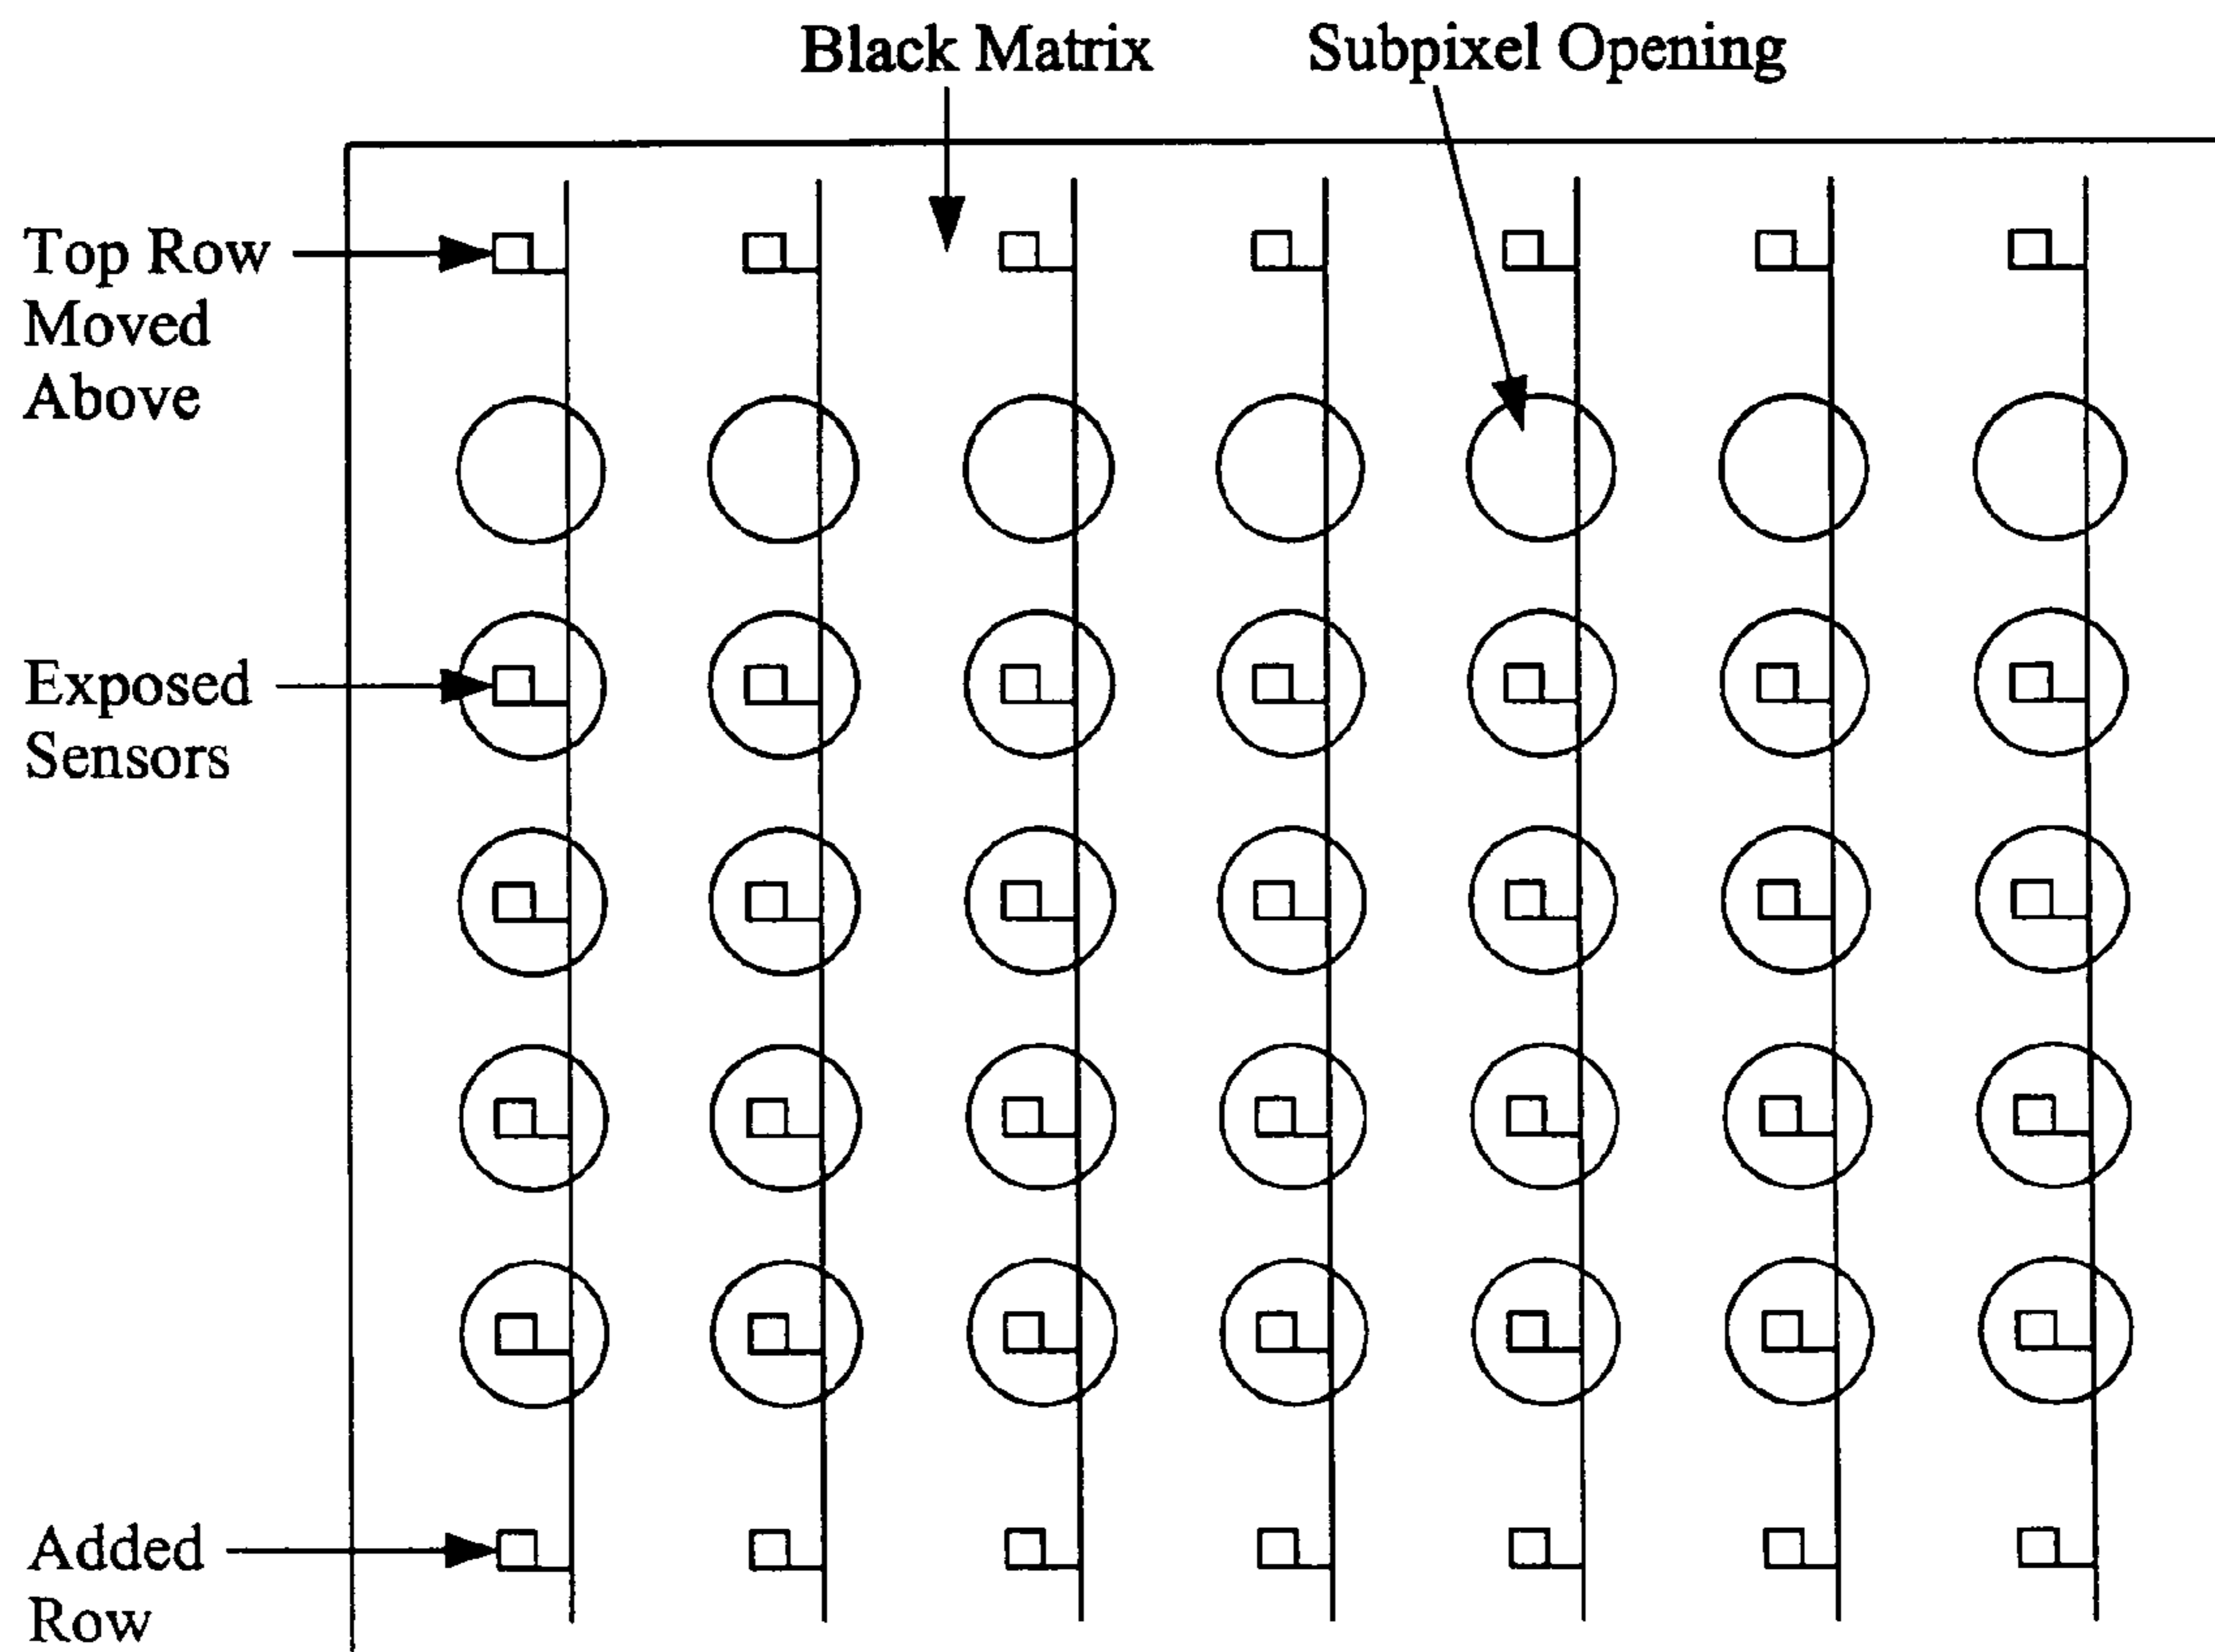 Black Matrix
Subpixel Opening
Top Row
Moved
Above
Exposed
Sensors
Added
Row